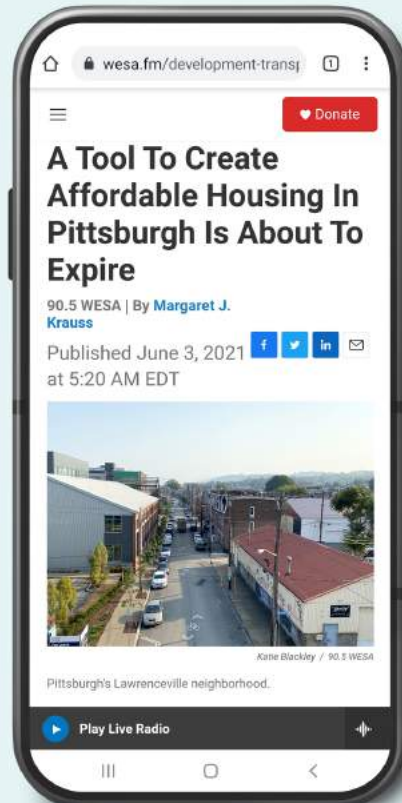 wesa.fm/development-transp
1
Donate
A Tool To Create
Affordable Housing In
Pittsburgh Is About To
Expire
90.5 WESA | By Margaret J.
Krauss
Published June 3, 2021
at 5:20 AM EDT
f
in
Katie Blackley / 90.5 WESA
Pittsburgh's Lawrenceville neighborhood.
Play Live Radio